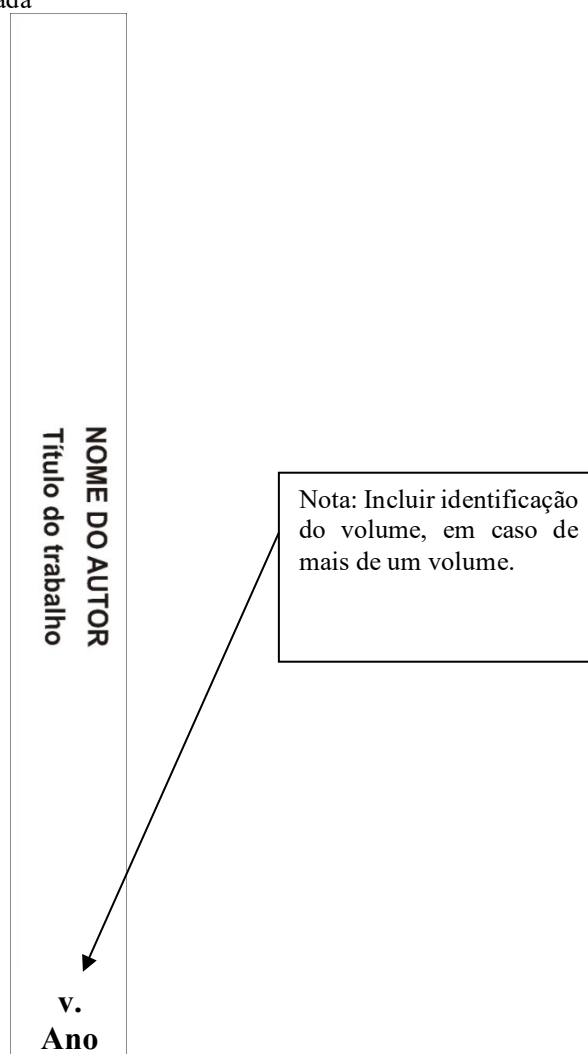 NOME DO AUTOR
Título do trabalho
Nota: Incluir identificação
do volume, em caso de
mais de um volume.
v.
Ano